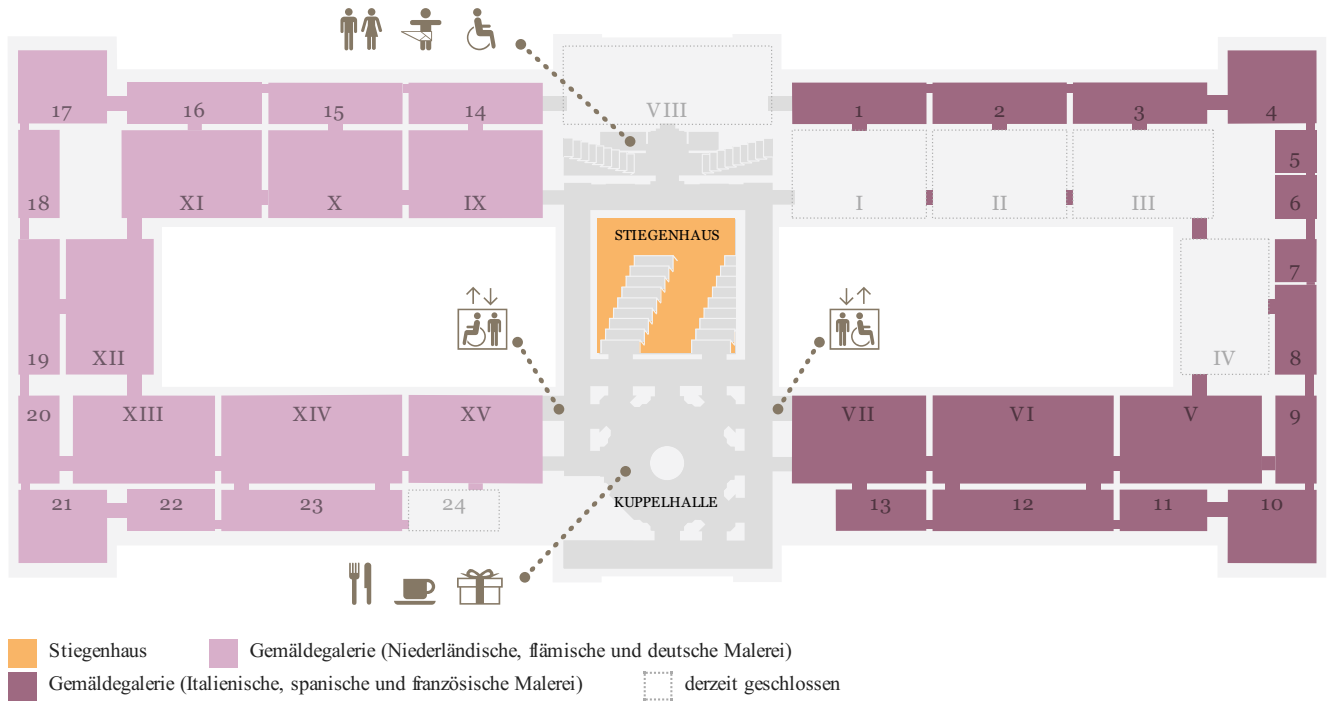 17
16
15
14
VIII
1
2
3
4
18
XI
X
IX
I
II
III
5
6
STIEGENHAUS
19
XII
IV
7
8
20
XIII
XIV
XV
VII
VI
V
9
21
22
23
24
KUPPELHALLE
13
12
11
10
Stiegenhaus
Gemäldegalerie (Niederländische, flämische und deutsche Malerei)
Gemäldegalerie (Italienische, spanische und französische Malerei)
derzeit geschlossen